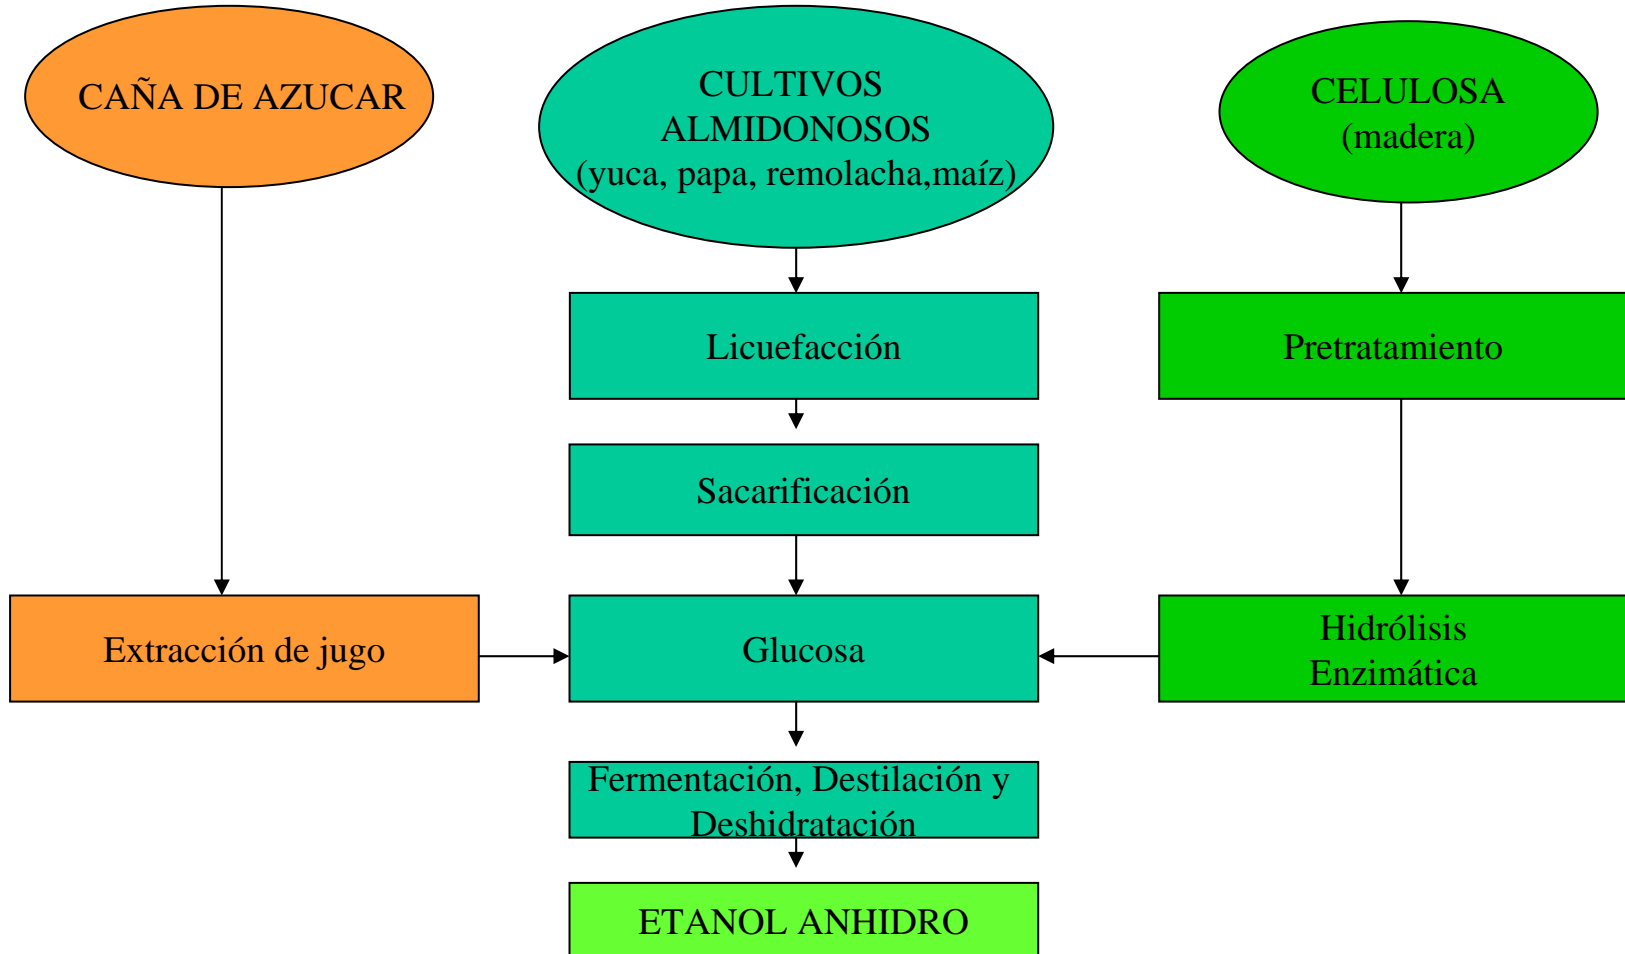 CAÑA DE AZUCAR
CULTIVOS
ALMIDONOSOS
(yuca, papa, remolacha,maíz)
CELULOSA
(madera)
Licuefacción
Pretratamiento
Sacarificación
Extracción de jugo
Glucosa
Hidrólisis
Enzimática
Fermentación, Destilación y
Deshidratación
ETANOL ANHIDRO